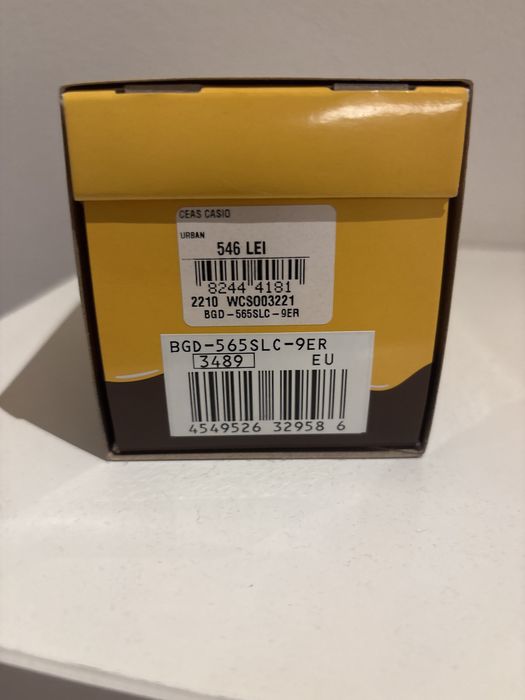 CEAS CASIO
URBAN
546 LEI
8244 4181
2210 WCS003221
BGD-565SLC-9ER
BGD-565SLC-9ER
3489 EU
4549526 32958 6